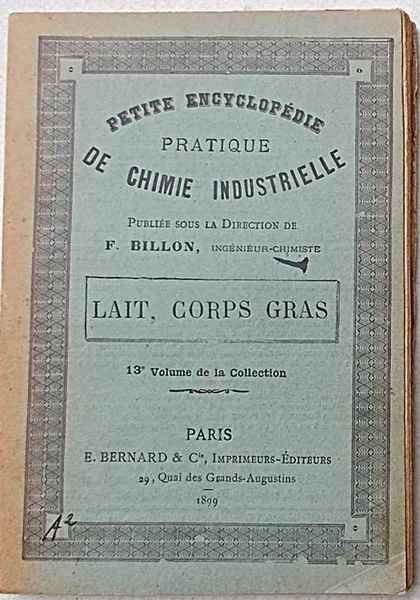 PETITE ENCYCLOPÉDIE
PRATIQUE
DE CHIMIE INDUSTRIELLE
PUBLIÉE SOUS LA DIRECTION DE
F. BILLON, INGÉNIEUR-CHIMISTE
LAIT, CORPS GRAS
13e Volume de la Collection
PARIS
E. BERNARD & Cie, IMPRIMEURS-ÉDITEURS
29, Quai des Grands-Augustins
1899
A2